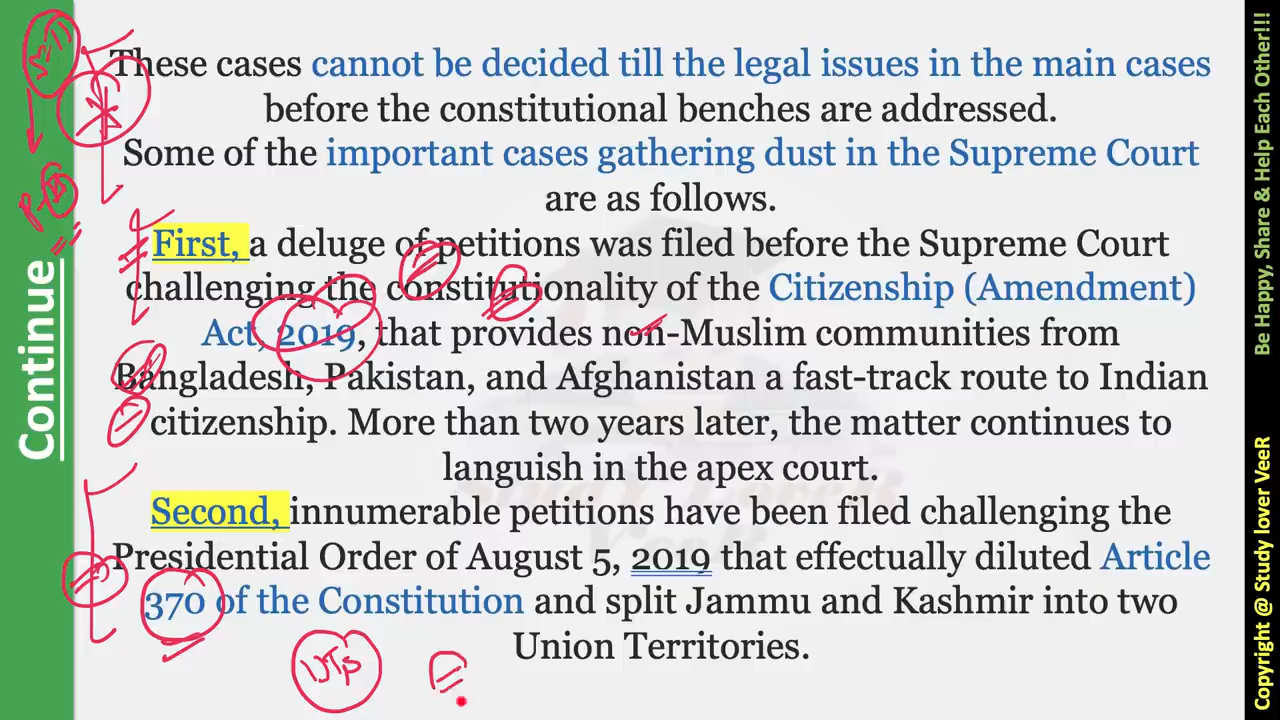 Continue
These cases cannot be decided till the legal issues in the main cases
before the constitutional benches are addressed.
Some of the important cases gathering dust in the Supreme Court
are as follows.
First, a deluge of petitions was filed before the Supreme Court
challenging the constitutionality of the Citizenship (Amendment)
Act, 2019, that provides non-Muslim communities from
Bangladesh, Pakistan, and Afghanistan a fast-track route to Indian
citizenship. More than two years later, the matter continues to
languish in the apex court.
Second, innumerable petitions have been filed challenging the
Presidential Order of August 5, 2019 that effectually diluted Article
370 of the Constitution and split Jammu and Kashmir into two
Union Territories.
UTs
Be Happy, Share & Help Each Other!!!
Copyright @ Study lover VeeR